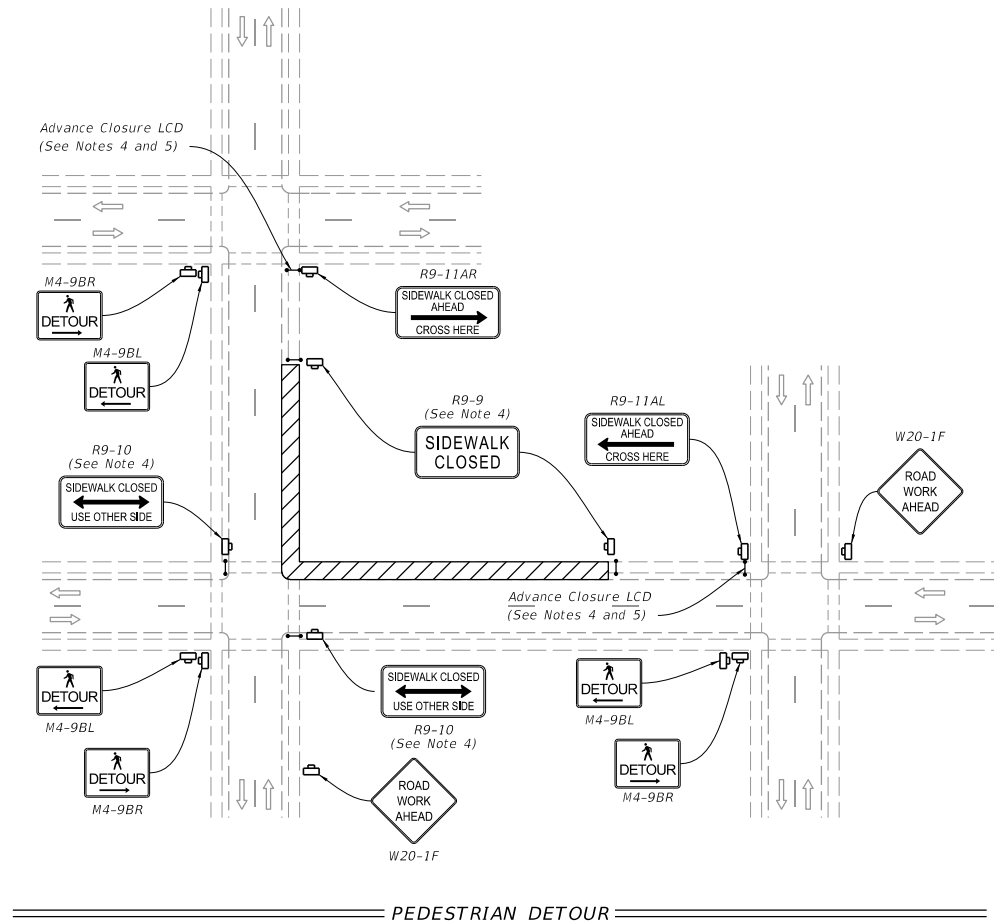 Advance Closure LCD
(See Notes 4 and 5)
M4-9BR
DETOUR
M4-9BL
DETOUR
R9-11AR
SIDEWALK CLOSED
AHEAD
CROSS HERE
R9-9
(See Note 4)
SIDEWALK
CLOSED
R9-11AL
SIDEWALK CLOSED
AHEAD
CROSS HERE
W20-1F
ROAD
WORK
AHEAD
R9-10
(See Note 4)
SIDEWALK CLOSED
USE OTHER SIDE
Advance Closure LCD
(See Notes 4 and 5)
DETOUR
M4-9BL
DETOUR
M4-9BR
SIDEWALK CLOSED
USE OTHER SIDE
R9-10
(See Note 4)
DETOUR
M4-9BL
DETOUR
M4-9BR
ROAD
WORK
AHEAD
W20-1F
PEDESTRIAN DETOUR